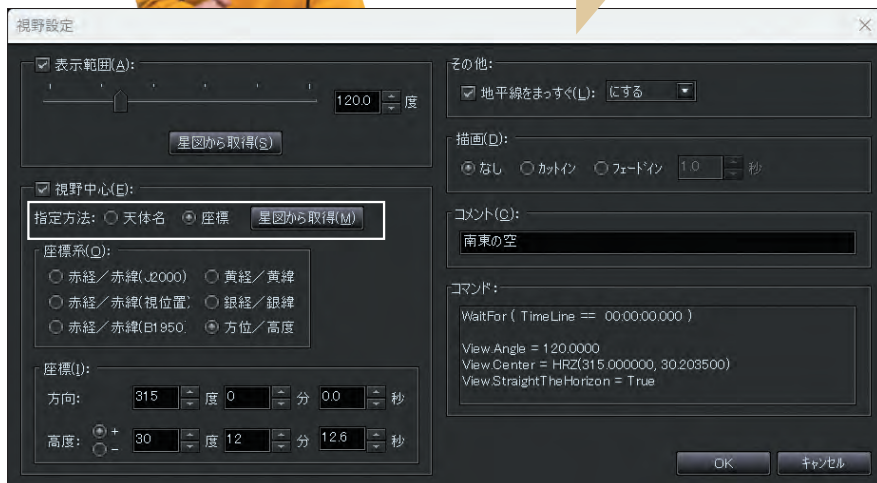 視野設定
表示範囲(A):
120.0 度
星図から取得(S)
視野中心(E):
指定方法: 天体名 座標 星図から取得(M)
座標系(O):
赤経/赤緯(J2000) 黄経/黄緯
赤経/赤緯(視位置) 銀経/銀緯
赤経/赤緯(B1950) 方位/高度
座標(I):
方向: 315 度 0 分 0.0 秒
高度: + - 30 度 12 分 12.6 秒
その他:
地平線をまっすぐ(L): にする
描画(D):
なし カットイン フェードイン 1.0 秒
コメント(C):
南東の空
コマンド:
WaitFor ( TimeLine == 00:00:00.000 )
View.Angle = 120.0000
View.Center = HRZ(315.000000, 30.203500)
View.StraightTheHorizon = True
OK キャンセル